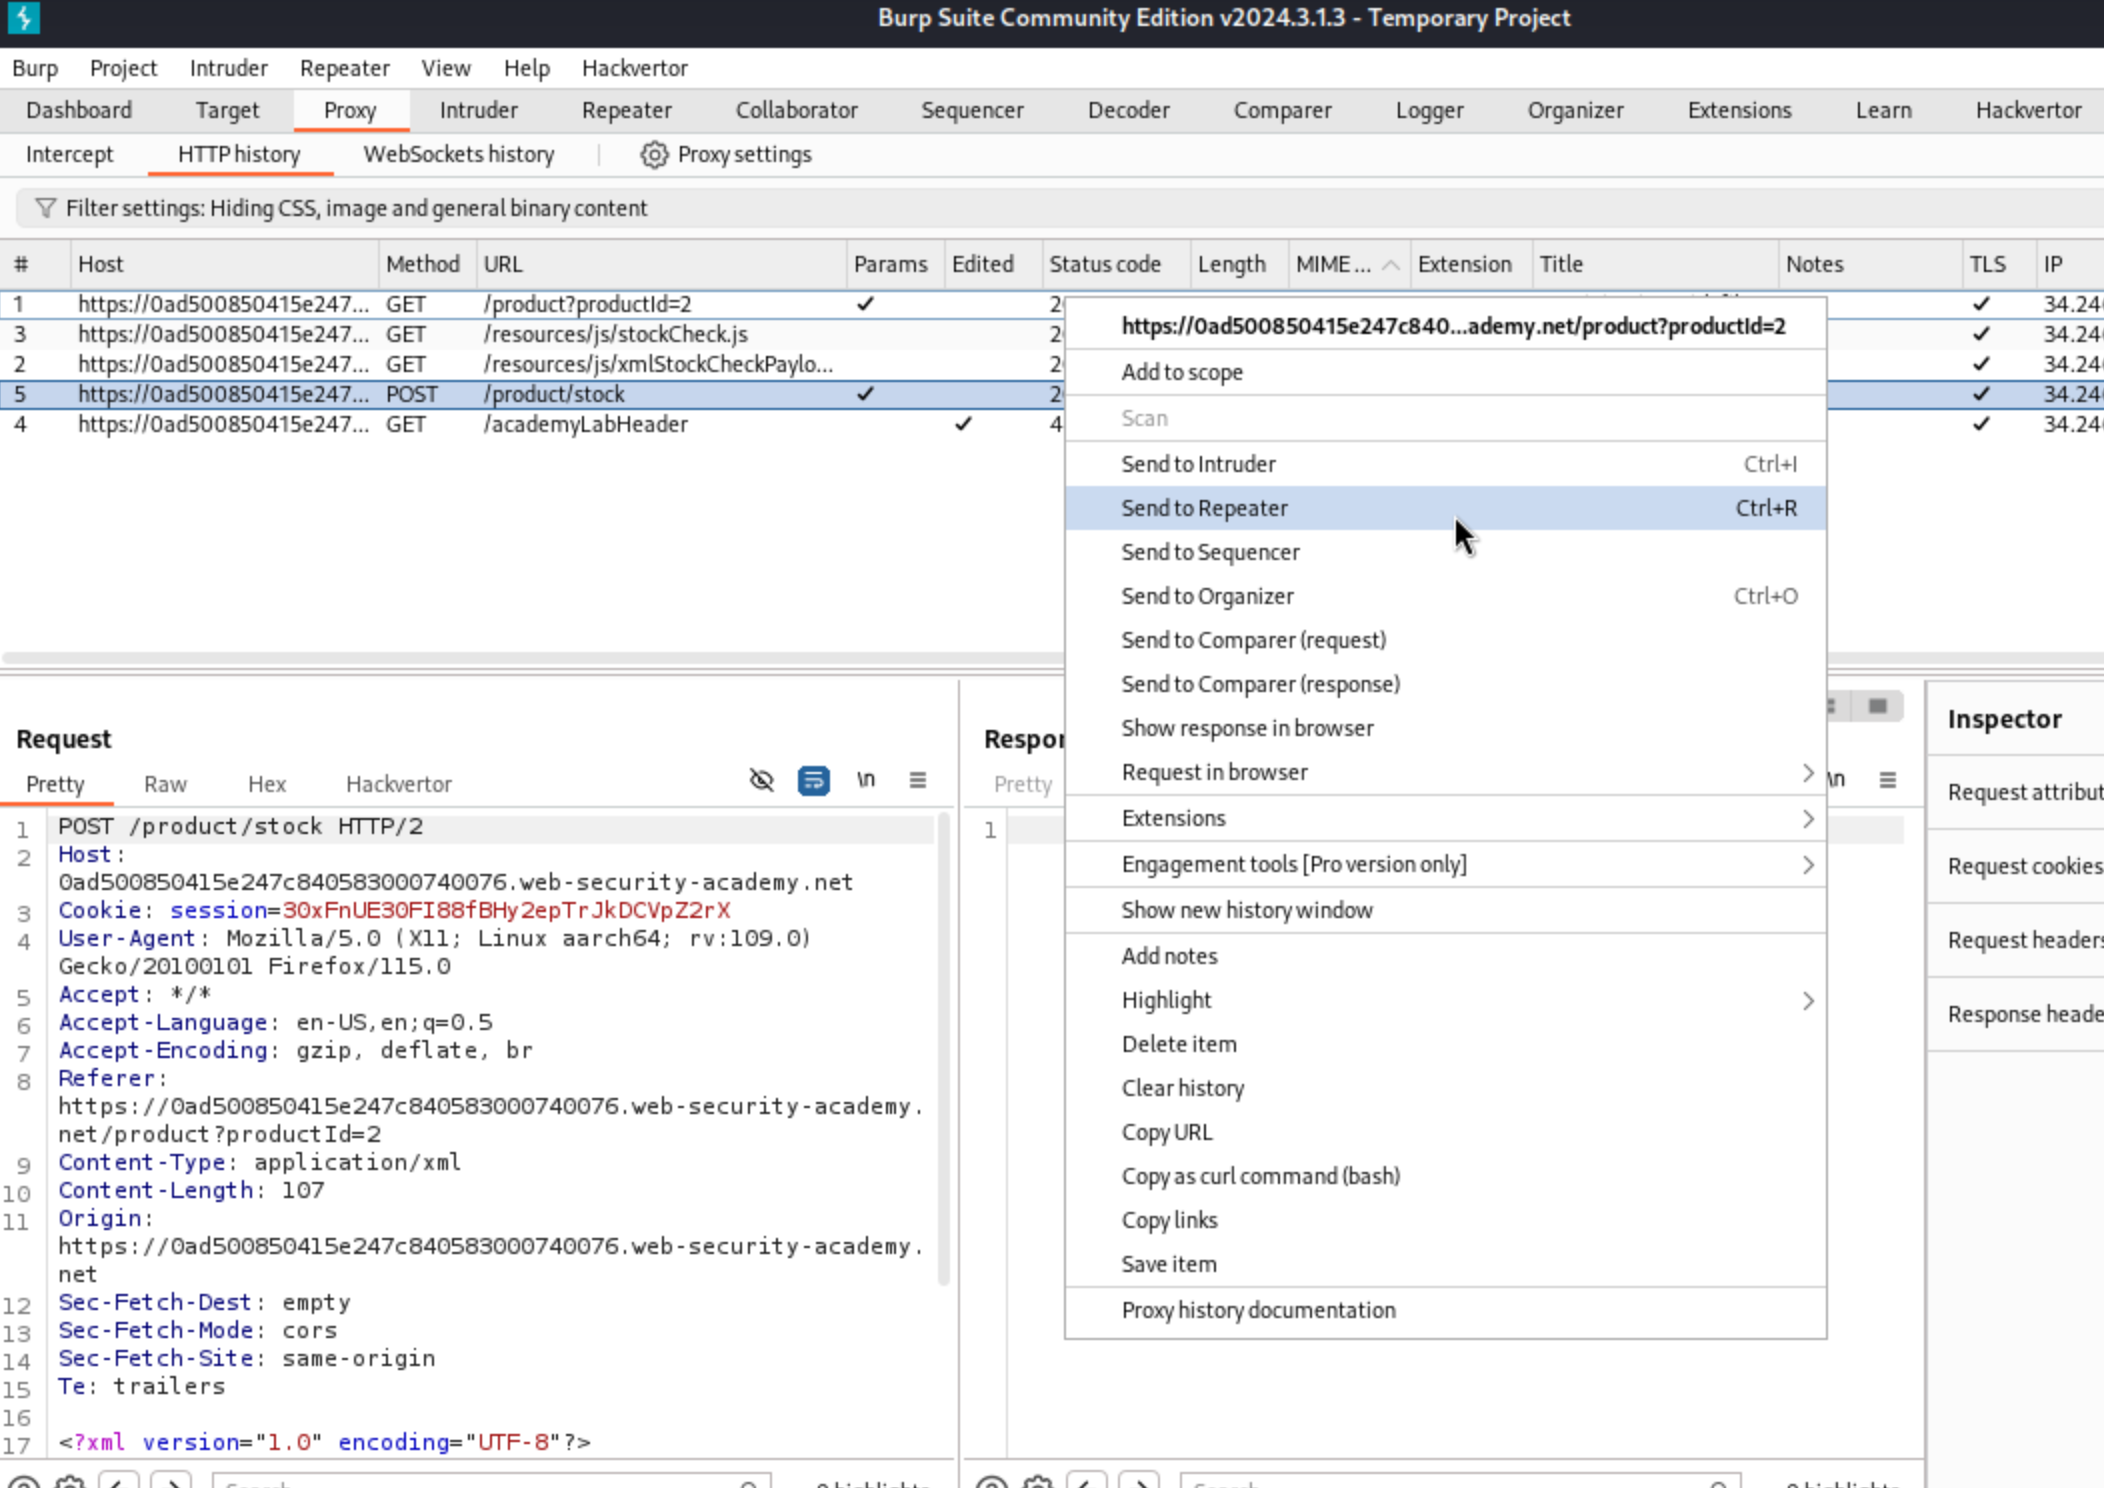 Burp Suite Community Edition v2024.3.1.3 - Temporary Project
Burp Project Intruder Repeater View Help Hackvertor
Dashboard Target Proxy Intruder Repeater Collaborator Sequencer Decoder Comparer Logger Organizer Extensions Learn Hackvertor
Intercept HTTP history WebSockets history Proxy settings
Filter settings: Hiding CSS, image and general binary content
# Host Method URL Params Edited Status code Length MIME ... Extension Title Notes TLS IP
1 https://0ad500850415e247... GET /product?productId=2 ✓ 2 ✓ 34.24
3 https://0ad500850415e247... GET /resources/js/stockCheck.js 2 ✓ 34.24
2 https://0ad500850415e247... GET /resources/js/xmlStockCheckPaylo... 2 ✓ 34.24
5 https://0ad500850415e247... POST /product/stock ✓ 2 ✓ 34.24
4 https://0ad500850415e247... GET /academyLabHeader ✓ 4 ✓ 34.24
https://0ad500850415e247c840...ademy.net/product?productId=2
Add to scope
Scan
Send to Intruder Ctrl+I
Send to Repeater Ctrl+R
Send to Sequencer
Send to Organizer Ctrl+O
Send to Comparer (request)
Send to Comparer (response)
Show response in browser
Request in browser
Extensions
Engagement tools [Pro version only]
Show new history window
Add notes
Highlight
Delete item
Clear history
Copy URL
Copy as curl command (bash)
Copy links
Save item
Proxy history documentation
Request
Pretty Raw Hex Hackvertor \n
1 POST /product/stock HTTP/2
2 Host:
0ad500850415e247c840583000740076.web-security-academy.net
3 Cookie: session=30xFnUE30FI88fBHy2epTrJkDCVpZ2rX
4 User-Agent: Mozilla/5.0 (X11; Linux aarch64; rv:109.0)
Gecko/20100101 Firefox/115.0
5 Accept: */*
6 Accept-Language: en-US,en;q=0.5
7 Accept-Encoding: gzip, deflate, br
8 Referer:
https://0ad500850415e247c840583000740076.web-security-academy.
net/product?productId=2
9 Content-Type: application/xml
10 Content-Length: 107
11 Origin:
https://0ad500850415e247c840583000740076.web-security-academy.
net
12 Sec-Fetch-Dest: empty
13 Sec-Fetch-Mode: cors
14 Sec-Fetch-Site: same-origin
15 Te: trailers
16
17 <?xml version="1.0" encoding="UTF-8"?>
Respon
Pretty \n
1
Inspector
Request attribut
Request cookies
Request headers
Response heade